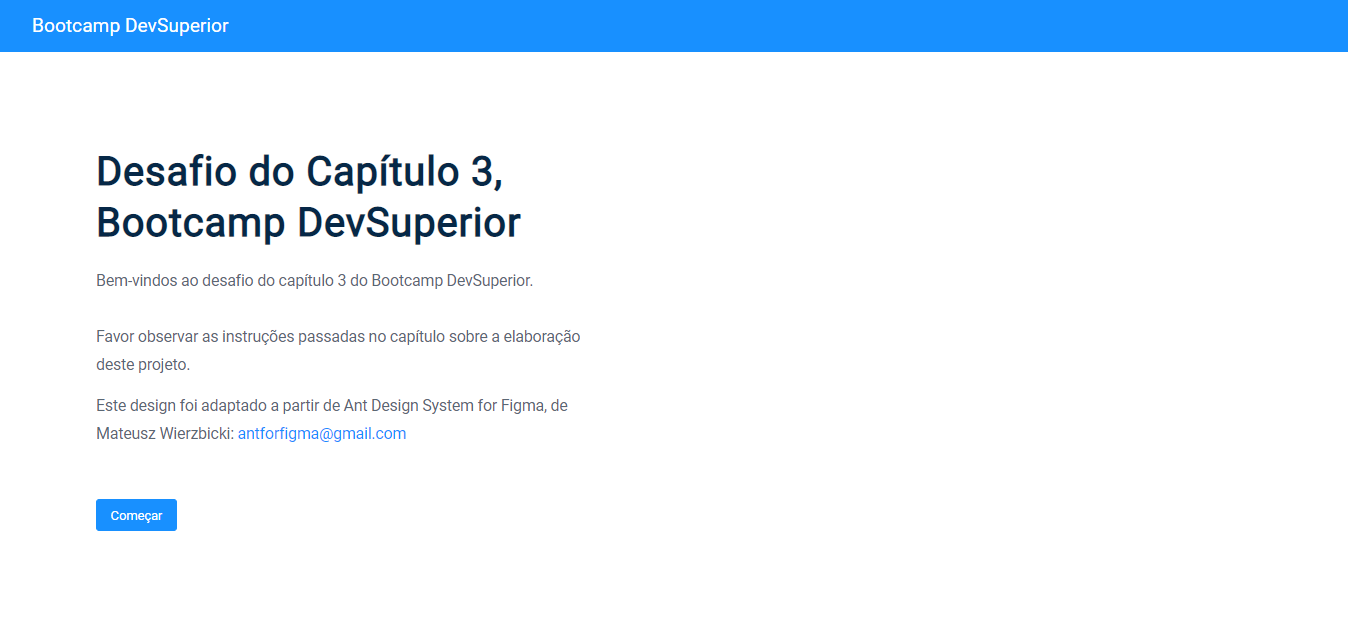 Bootcamp DevSuperior
Desafio do Capítulo 3,
Bootcamp DevSuperior
Bem-vindos ao desafio do capítulo 3 do Bootcamp DevSuperior.
Favor observar as instruções passadas no capítulo sobre a elaboração
deste projeto.
Este design foi adaptado a partir de Ant Design System for Figma, de
Mateusz Wierzbicki: antforfigma@gmail.com
Começar